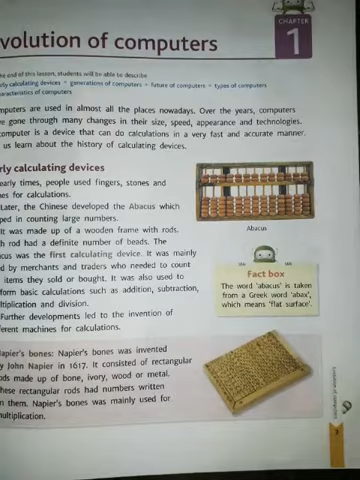 CHAPTER
1
volution of computers
he end of this lesson, students will be able to describe
rly calculating devices • generations of computers • future of computers • types of computers
aracteristics of computers
mputers are used in almost all the places nowadays. Over the years, computers
e gone through many changes in their size, speed, appearance and technologies.
omputer is a device that can do calculations in a very fast and accurate manner.
us learn about the history of calculating devices.
rly calculating devices
early times, people used fingers, stones and
es for calculations.
Later, the Chinese developed the Abacus which
ped in counting large numbers.
It was made up of a wooden frame with rods.
h rod had a definite number of beads. The
cus was the first calculating device. It was mainly
d by merchants and traders who needed to count
items they sold or bought. It was also used to
form basic calculations such as addition, subtraction,
ltiplication and division.
Further developments led to the invention of
erent machines for calculations.
Abacus
Fact box
The word 'abacus' is taken
from a Greek word 'abax',
which means 'flat surface'.
Napier's bones: Napier's bones was invented
y John Napier in 1617. It consisted of rectangular
ods made up of bone, ivory, wood or metal.
hese rectangular rods had numbers written
n them. Napier's bones was mainly used for
multiplication.
Evolution of computers